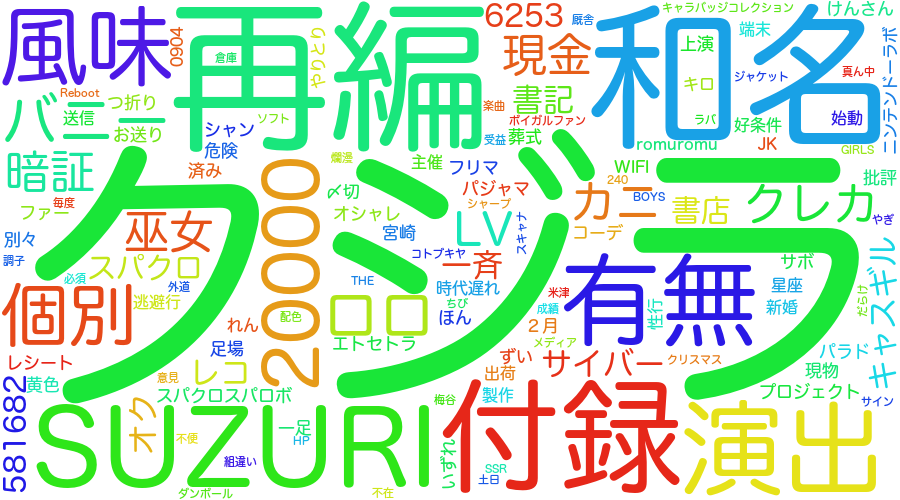 風味
再編
和名
6253
現金
0904
倉庫
やりとり
厩舎
キャラバッジコレクション
けんさん
端末
上演
キロ
ジャケット
真ん中
ニンテンドーラボ
Reboot
つ折り
バニー
送信
お送り
シャン
危険
済み
ソフト
楽曲
ボイガルファン
受益
葬式
書記
ラバ
好条件
始動
romuromu
JK
GIRLS
暗証
ファー
毎度
別々
調子
巫女
スパクロ
必須
外道
逃避行
クジラ
爛漫
主催
フリマ
〆切
パジャマ
オシャレ
シャープ
宮崎
LV
スキャナ
コトブキヤ
一斉
THE
時代遅れ
ちび
ほん
米津
カニ
コーデ
240
WIFI
BOYS
書店
クレカ
批評
やぎ
サボ
星座
新婚
キャスギル
だらけ
個別
20000
ロロ
配色
エトセトラ
れん
足場
レシート
レコ
黄色
意見
スパクロスパロボ
581682
SUZURI
オク
不便
組違い
ダンボール
一足
HP
不在
梅谷
いずれ
SSR
土日
付録
有無
成績
２月
メディア
ずい
出荷
製作
サイバー
クリスマス
性行
パラド
現物
プロジェクト
サイン
演出